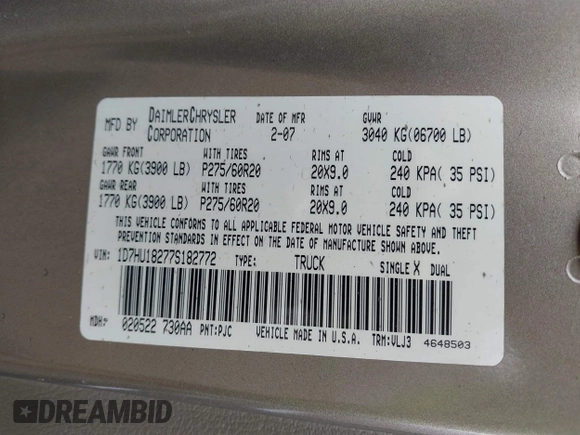 MFD BY DAIMLERCHRYSLER CORPORATION DATE OF MFR 2-07 GVWR 3040 KG(06700 LB)
GAWR FRONT WITH TIRES RIMS AT COLD
1770 KG(3900 LB) P275/60R20 20X9.0 240 KPA( 35 PSI)
GAWR REAR WITH TIRES RIMS AT COLD
1770 KG(3900 LB) P275/60R20 20X9.0 240 KPA( 35 PSI)
THIS VEHICLE CONFORMS TO ALL APPLICABLE FEDERAL MOTOR VEHICLE SAFETY AND THEFT
PREVENTION STANDARDS IN EFFECT ON THE DATE OF MANUFACTURE SHOWN ABOVE.
VIN: 1D7HU18277S182772 TYPE: TRUCK SINGLE X DUAL
MDH: 020522 730AA PNT:PJC VEHICLE MADE IN U.S.A. TRM:VLJ3 4648503
DREAMBID